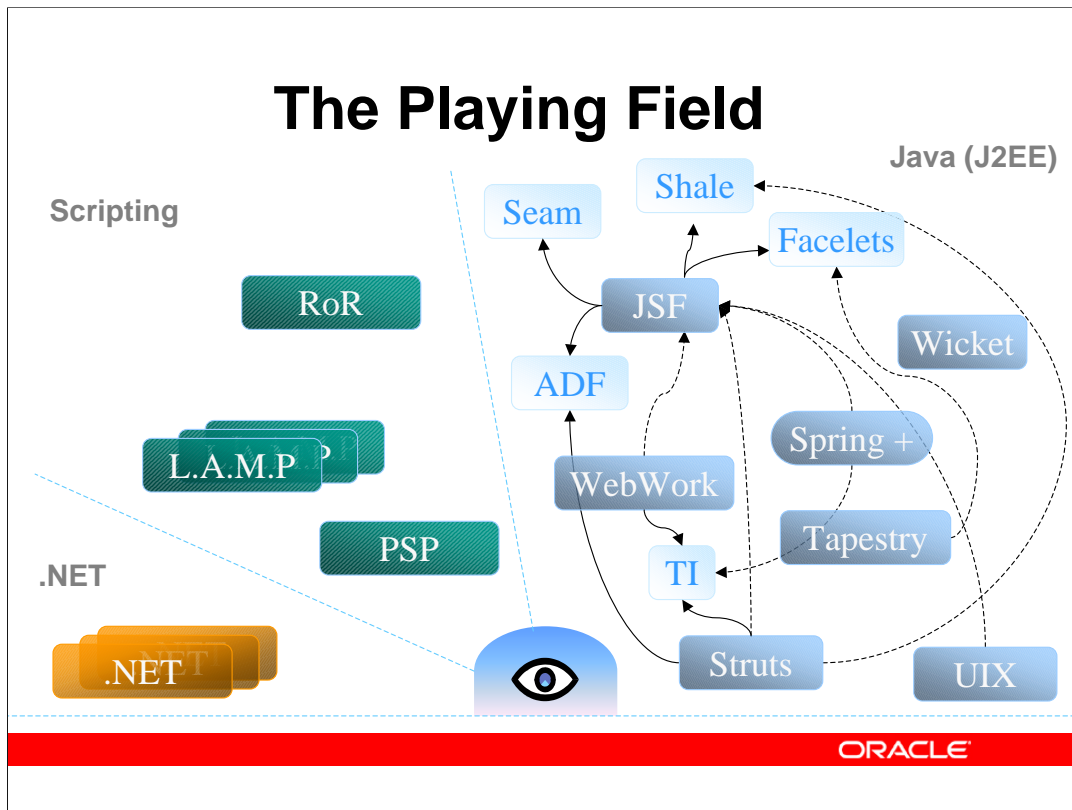 The Playing Field
Java (J2EE)
Scripting
Shale
Seam
Facelets
RoR
JSF
Wicket
ADF
Spring +
L.A.M.P
P
WebWork
Tapestry
PSP
TI
.NET
.NET
.NET
Struts
UIX
ORACLE